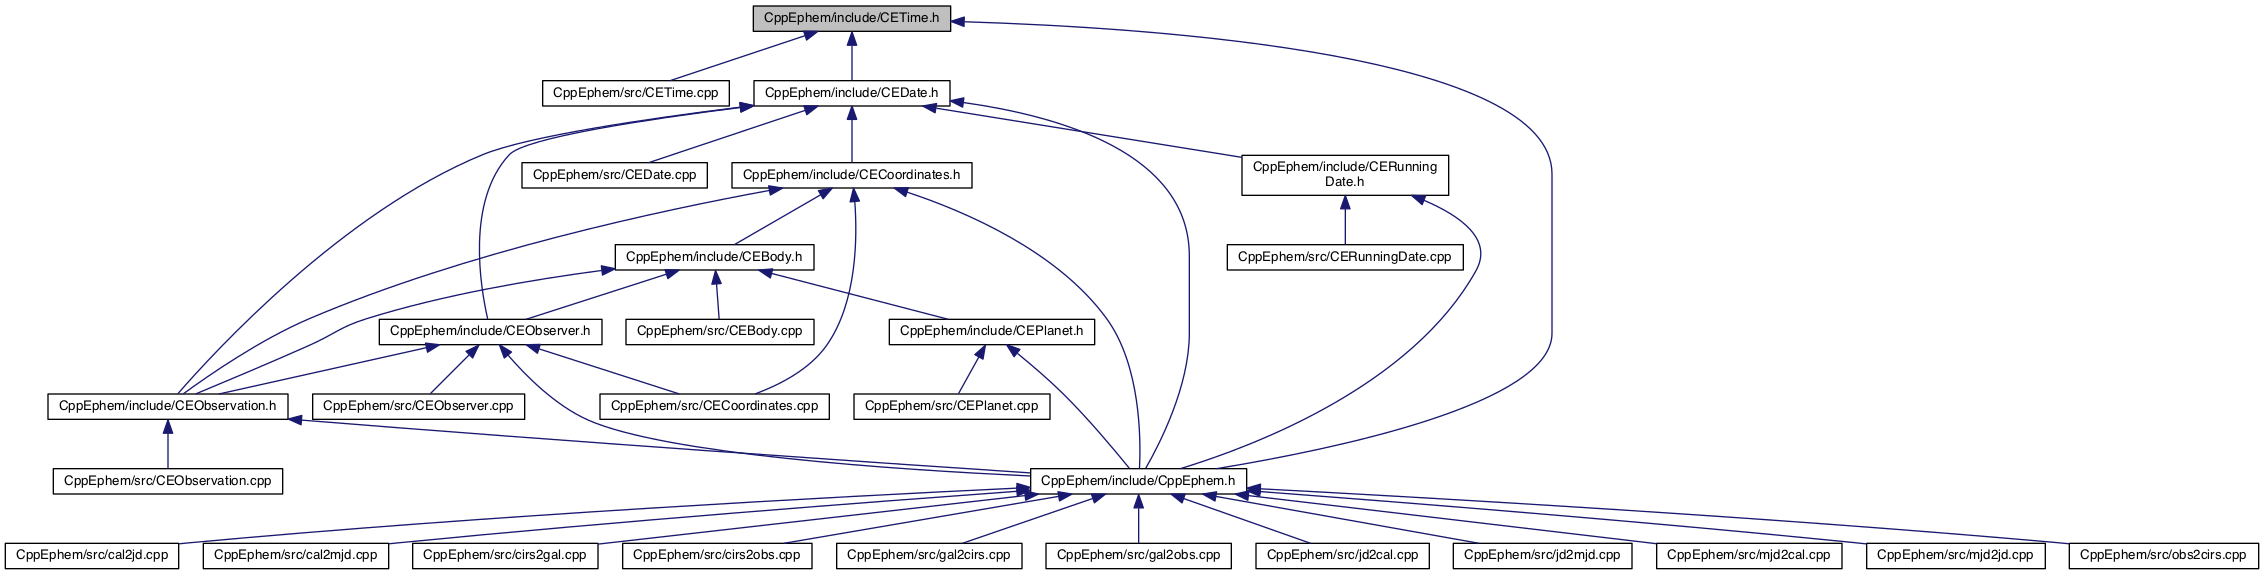 CppEphem/include/CETime.h
CppEphem/src/CETime.cpp
CppEphem/include/CEDate.h
CppEphem/src/CEDate.cpp
CppEphem/include/CECoordinates.h
CppEphem/include/CERunning
Date.h
CppEphem/include/CEBody.h
CppEphem/src/CERunningDate.cpp
CppEphem/include/CEObserver.h
CppEphem/src/CEBody.cpp
CppEphem/include/CEPlanet.h
CppEphem/include/CEObservation.h
CppEphem/src/CEObserver.cpp
CppEphem/src/CECoordinates.cpp
CppEphem/src/CEPlanet.cpp
CppEphem/src/CEObservation.cpp
CppEphem/include/CppEphem.h
CppEphem/src/cal2jd.cpp
CppEphem/src/cal2mjd.cpp
CppEphem/src/cirs2gal.cpp
CppEphem/src/cirs2obs.cpp
CppEphem/src/gal2cirs.cpp
CppEphem/src/gal2obs.cpp
CppEphem/src/jd2cal.cpp
CppEphem/src/jd2mjd.cpp
CppEphem/src/mjd2cal.cpp
CppEphem/src/mjd2jd.cpp
CppEphem/src/obs2cirs.cpp